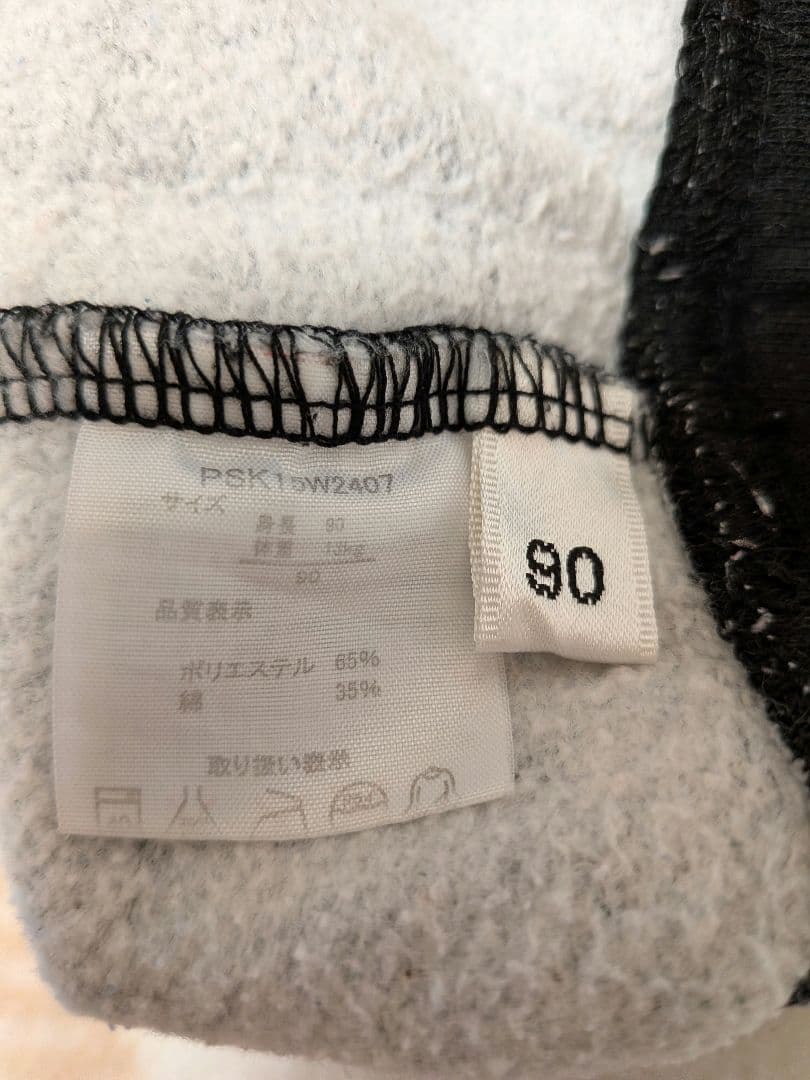 PSK15W2407
サイズ
身長 90
体重 13kg
90
品質表示
ポリエステル 65%
綿 35%
取り扱い表示
90